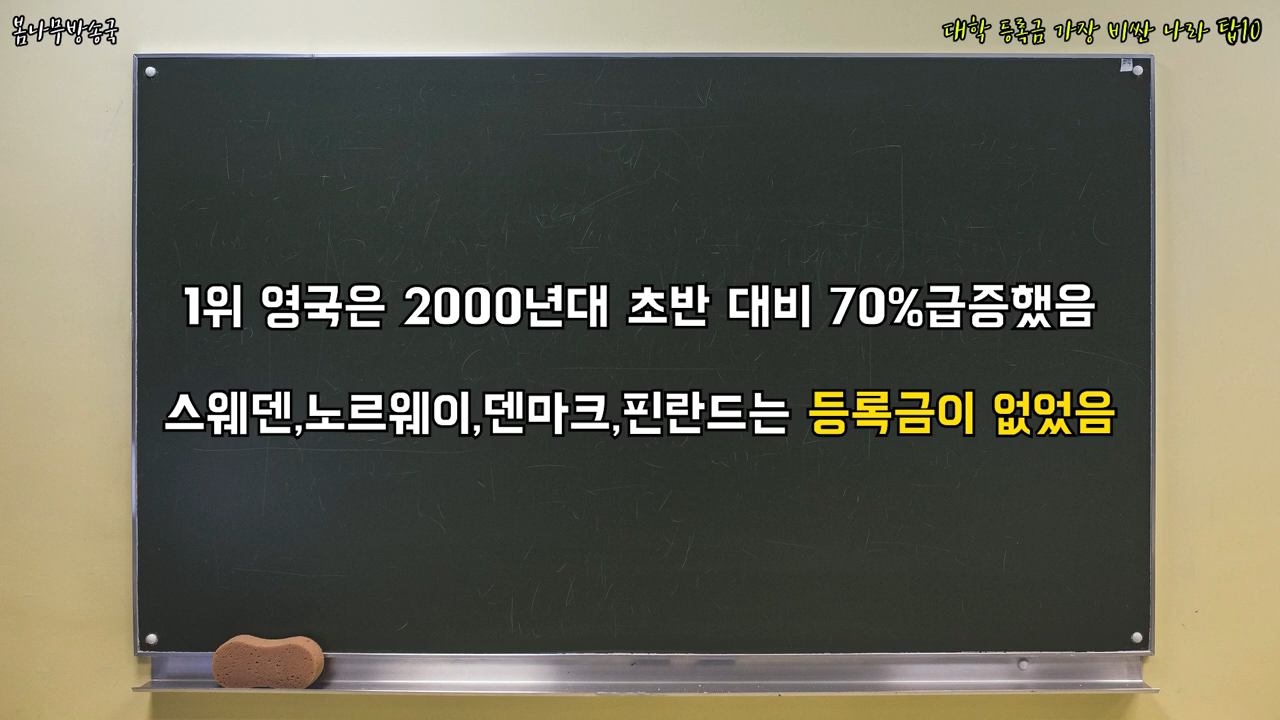 봄나무방송국
대학 등록금 가장 비싼 나라 탑10
1위 영국은 2000년대 초반 대비 70%급증했음
스웨덴,노르웨이,덴마크,핀란드는 등록금이 없었음